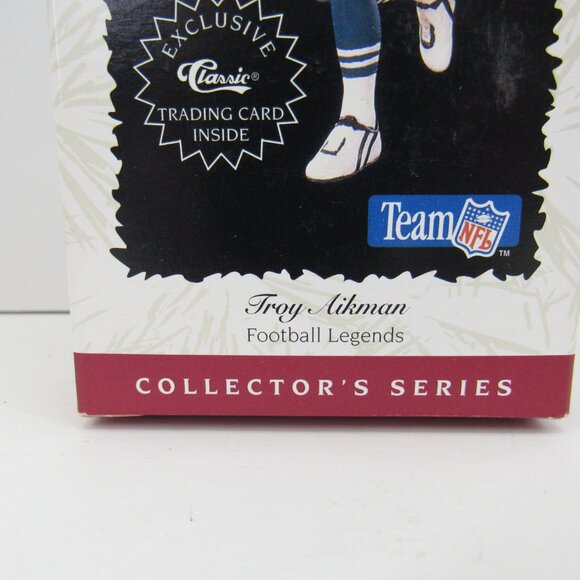 EXCLUSIVE
Classic®
TRADING CARD
INSIDE
Team NFL
TM
Troy Aikman
Football Legends
COLLECTOR'S SERIES